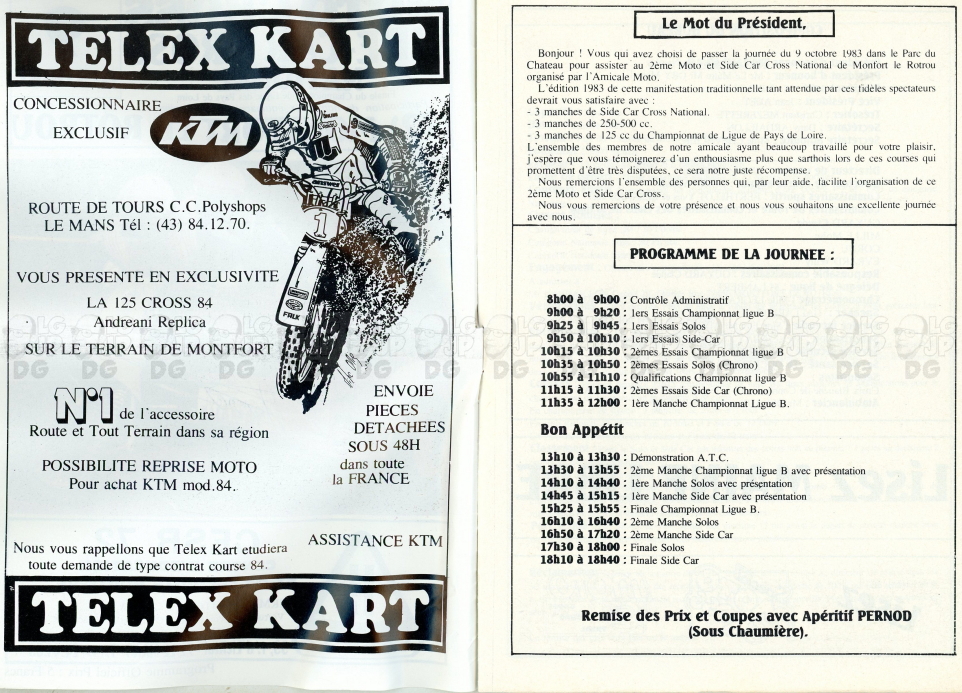 TELEX KART
CONCESSIONNAIRE
EXCLUSIF
KTM
1
FALK
ROUTE DE TOURS C.C.Polyshops
LE MANS Tél : (43) 84.12.70.
VOUS PRESENTE EN EXCLUSIVITE
LA 125 CROSS 84
Andreani Replica
SUR LE TERRAIN DE MONTFORT
N°1 de l'accessoire
Route et Tout Terrain dans sa région
POSSIBILITE REPRISE MOTO
Pour achat KTM mod.84.
ENVOIE
PIECES
DETACHEES
SOUS 48H
dans toute
la FRANCE
ASSISTANCE KTM
Nous vous rappellons que Telex Kart etudiera
toute demande de type contrat course 84.
TELEX KART
Le Mot du Président,
Bonjour ! Vous qui avez choisi de passer la journée du 9 octobre 1983 dans le Parc du
Chateau pour assister au 2ème Moto et Side Car Cross National de Monfort le Rotrou
organisé par l'Amicale Moto.
L'édition 1983 de cette manifestation traditionnelle tant attendue par ces fidèles spectateurs
devrait vous satisfaire avec :
- 3 manches de Side Car Cross National.
- 3 manches de 250-500 cc.
- 3 manches de 125 cc du Championnat de Ligue de Pays de Loire.
L'ensemble des membres de notre amicale ayant beaucoup travaillé pour votre plaisir,
j'espère que vous témoignerez d'un enthousiasme plus que sarthois lors de ces courses qui
promettent d'être très disputées, ce sera notre juste récompense.
Nous remercions l'ensemble des personnes qui, par leur aide, facilite l'organisation de ce
2ème Moto et Side Car Cross.
Nous vous remercions de votre présence et nous vous souhaitons une excellente journée
avec nous.
PROGRAMME DE LA JOURNEE :
8h00 à 9h00 : Contrôle Administratif
9h00 à 9h20 : 1ers Essais Championnat ligue B
9h25 à 9h45 : 1ers Essais Solos
9h50 à 10h10 : 1ers Essais Side-Car
10h15 à 10h30 : 2èmes Essais Championnat ligue B
10h35 à 10h50 : 2èmes Essais Solos (Chrono)
10h55 à 11h10 : Qualifications Championnat ligue B
11h15 à 11h30 : 2èmes Essais Side Car (Chrono)
11h35 à 12h00 : 1ère Manche Championnat Ligue B.
Bon Appétit
13h10 à 13h30 : Démonstration A.T.C.
13h30 à 13h55 : 2ème Manche Championnat ligue B avec présentation
14h10 à 14h40 : 1ère Manche Solos avec présentation
14h45 à 15h15 : 1ère Manche Side Car avec présentation
15h25 à 15h55 : Finale Championnat Ligue B.
16h10 à 16h40 : 2ème Manche Solos
16h50 à 17h20 : 2ème Manche Side Car
17h30 à 18h00 : Finale Solos
18h10 à 18h40 : Finale Side Car
Remise des Prix et Coupes avec Apéritif PERNOD
(Sous Chaumière).